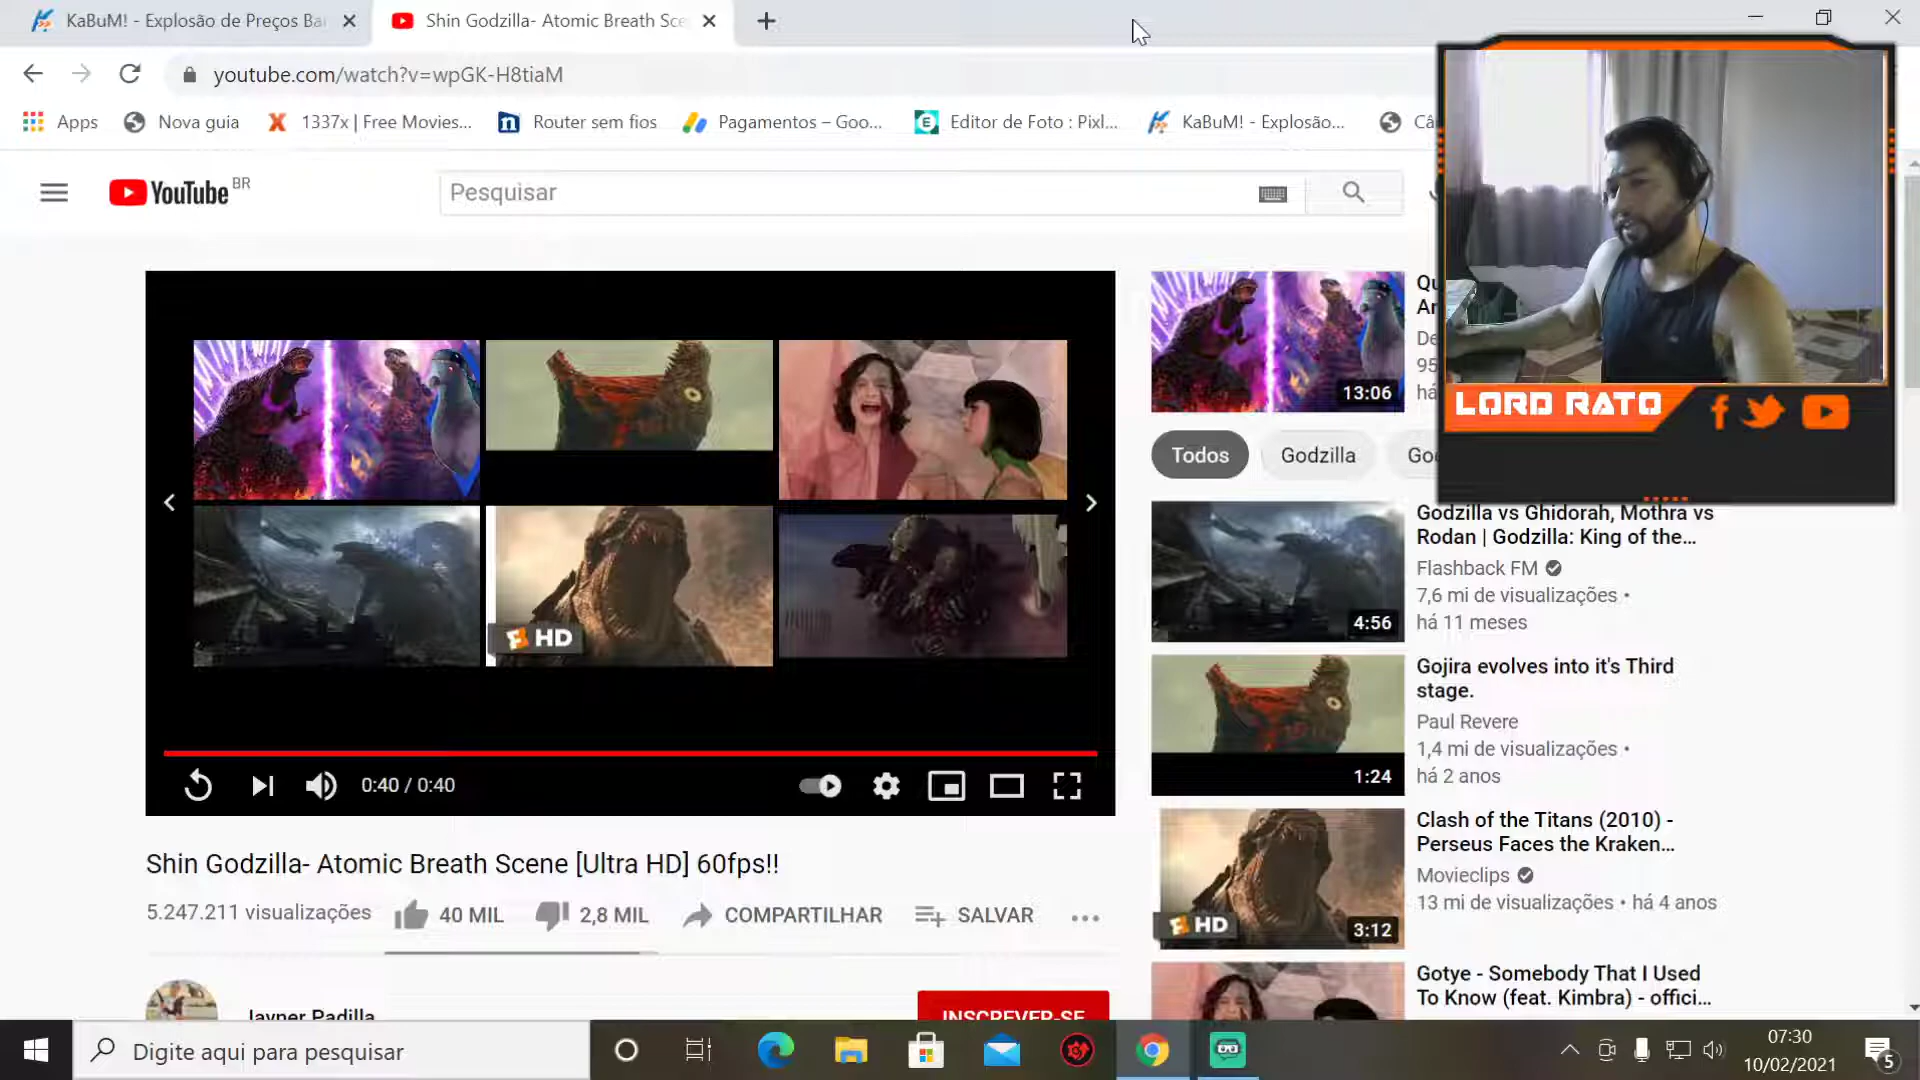 KaBuM! - Explosão de Preços Ba
Shin Godzilla- Atomic Breath Sce
youtube.com/watch?v=wpGK-H8tiaM
Apps
Nova guia
1337x | Free Movies...
Router sem fios
Pagamentos – Goo...
Editor de Foto : Pixl...
KaBuM! - Explosão...
YouTube BR
Pesquisar
HD
0:40 / 0:40
Shin Godzilla- Atomic Breath Scene [Ultra HD] 60fps!!
5.247.211 visualizações
40 MIL
2,8 MIL
COMPARTILHAR
SALVAR
Jayner Padilla
INSCREVER-SE
13:06
LORD RATO
Todos
Godzilla
4:56
Godzilla vs Ghidorah, Mothra vs
Rodan | Godzilla: King of the...
Flashback FM
7,6 mi de visualizações •
há 11 meses
1:24
Gojira evolves into it's Third
stage.
Paul Revere
1,4 mi de visualizações •
há 2 anos
HD
3:12
Clash of the Titans (2010) -
Perseus Faces the Kraken...
Movieclips
13 mi de visualizações • há 4 anos
Gotye - Somebody That I Used
To Know (feat. Kimbra) - offici...
Digite aqui para pesquisar
07:30
10/02/2021
5